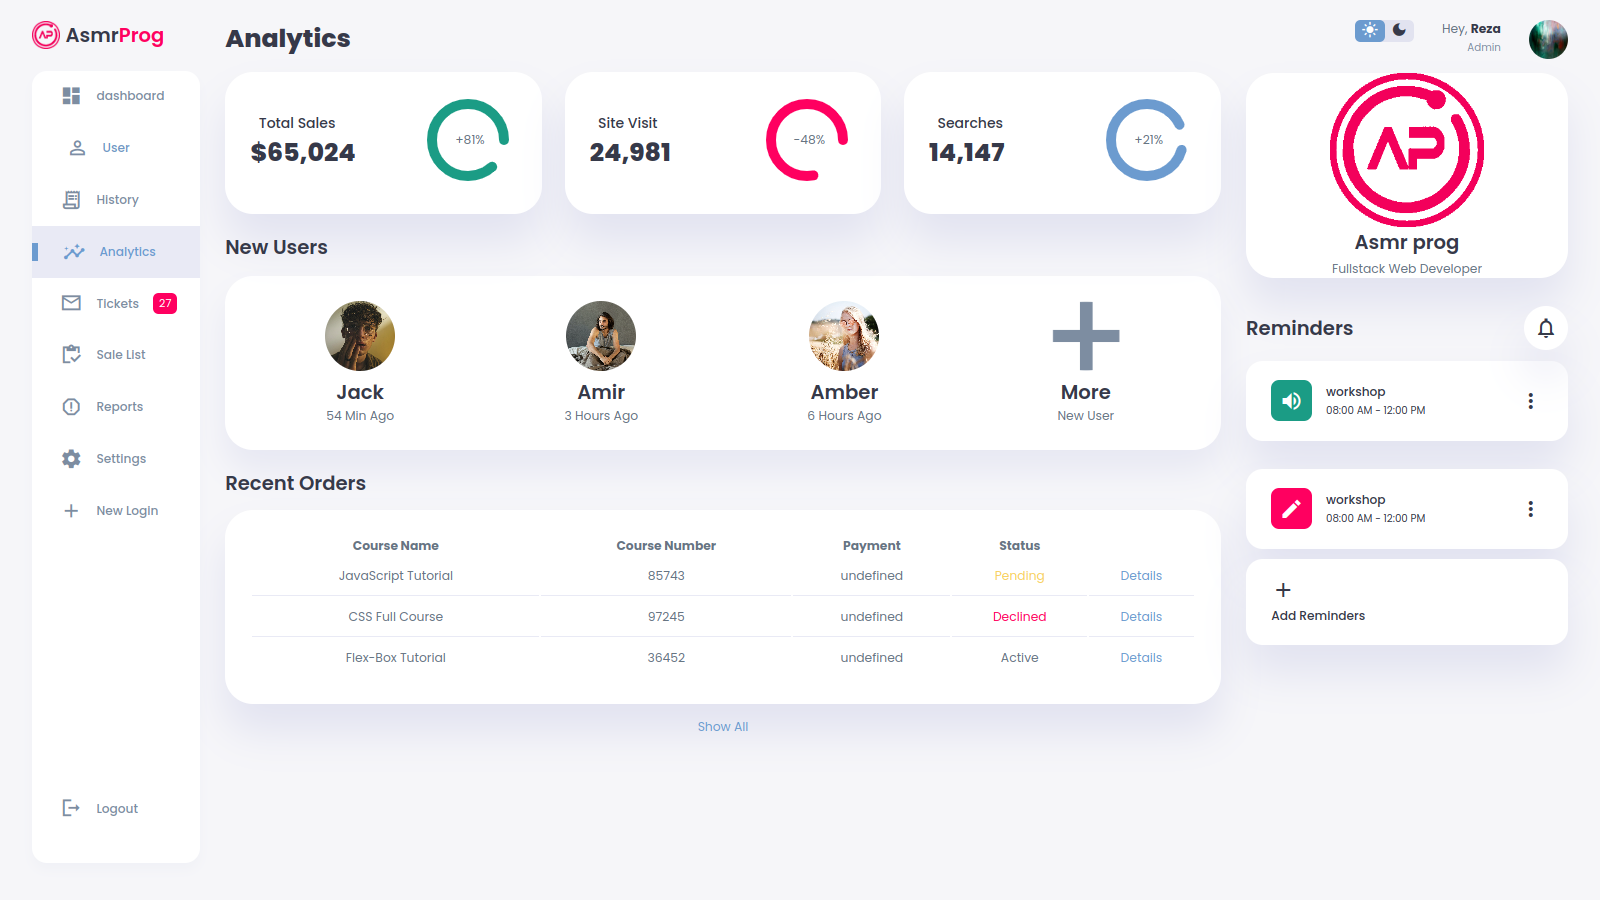 AP AsmrProg
dashboard
User
History
Analytics
Tickets 27
Sale List
Reports
Settings
New Login
Logout
Analytics
Total Sales
$65,024
+81%
Site Visit
24,981
-48%
Searches
14,147
+21%
New Users
Jack
54 Min Ago
Amir
3 Hours Ago
Amber
6 Hours Ago
More
New User
Recent Orders
Course Name Course Number Payment Status
JavaScript Tutorial 85743 undefined Pending Details
CSS Full Course 97245 undefined Declined Details
Flex-Box Tutorial 36452 undefined Active Details
Show All
Hey, Reza
Admin
AP
Asmr prog
Fullstack Web Developer
Reminders
workshop
08:00 AM - 12:00 PM
workshop
08:00 AM - 12:00 PM
Add Reminders